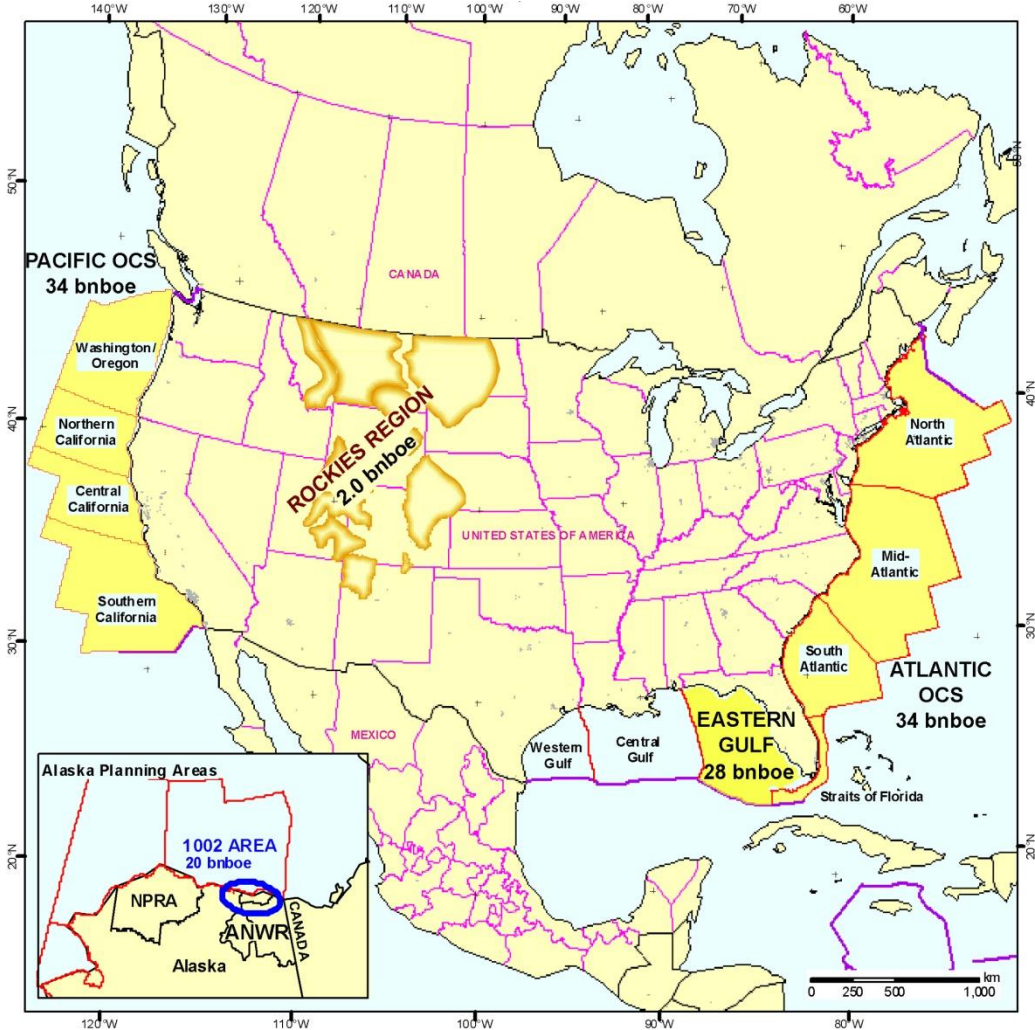 140°W 130°W 120°W 110°W 100°W 90°W 80°W 70°W 60°W
50°N
50°N
PACIFIC OCS
34 bnboe
CANADA
Washington/
Oregon
40°N
40°N
Northern
California
North
Atlantic
ROCKIES REGION
2.0 bnboe
Central
California
UNITED STATES OF AMERICA
Mid-
Atlantic
Southern
California
30°N
30°N
South
Atlantic
ATLANTIC
OCS
34 bnboe
EASTERN
GULF
28 bnboe
MEXICO
Western
Gulf
Central
Gulf
Straits of Florida
Alaska Planning Areas
1002 AREA
20 bnboe
20°N
20°N
NPRA
ANWR
CANADA
Alaska
km
0 250 500 1,000
120°W 110°W 100°W 90°W 80°W